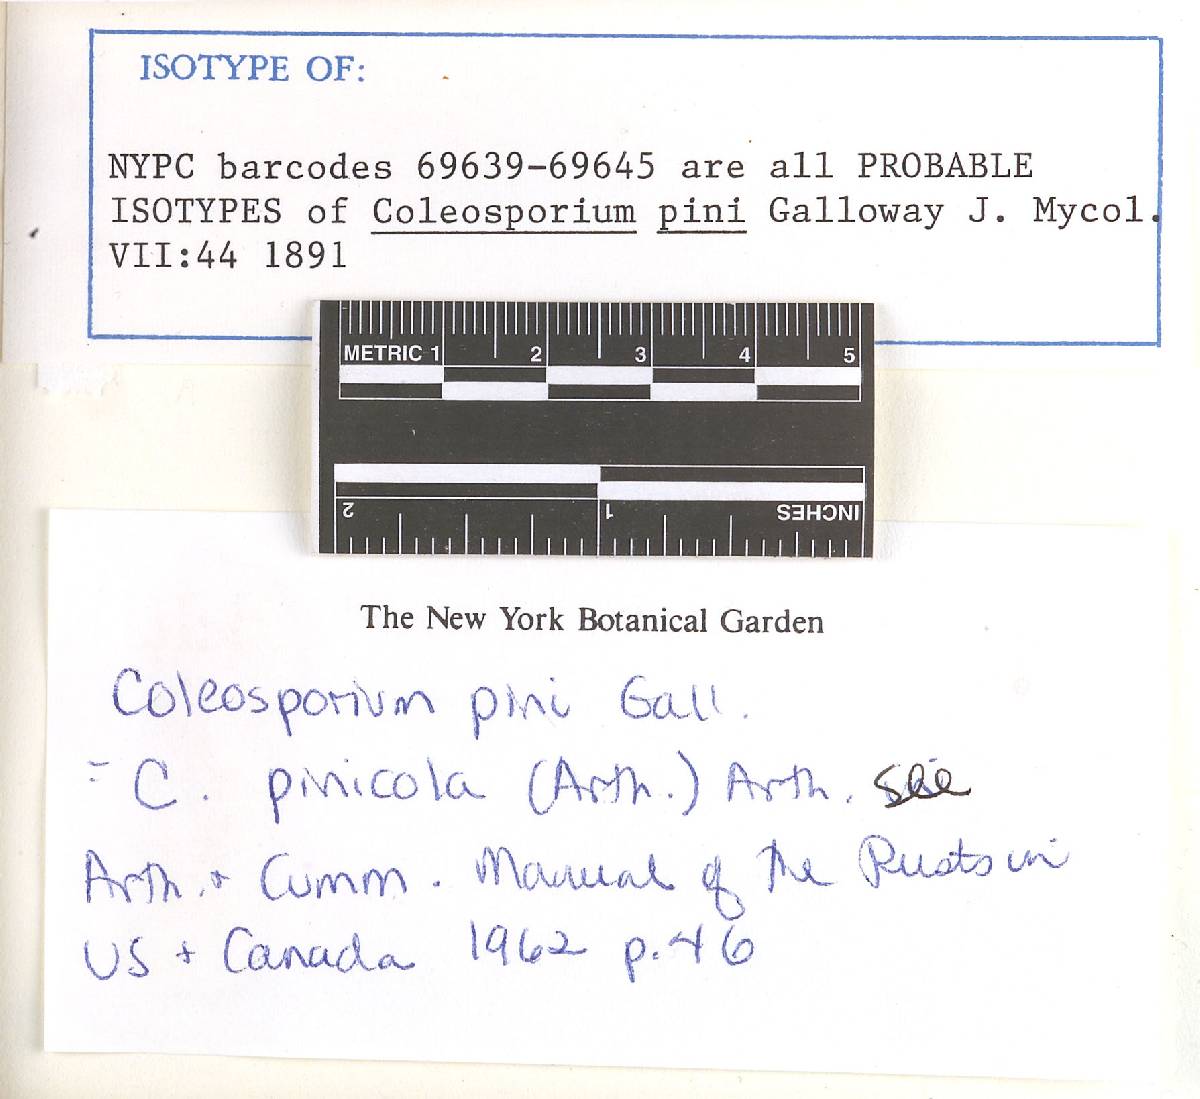 ISOTYPE OF:
NYPC barcodes 69639-69645 are all PROBABLE
ISOTYPES of Coleosporium pini Galloway J. Mycol.
VII:44 1891
METRIC 1 2 3 4 5
2 1 INCHES
The New York Botanical Garden
Coleosporium pini Gall.
= C. pinicola (Arth.) Arth. see
Arth. + Cumm. Manual of the Rusts in
US + Canada 1962 p. 46